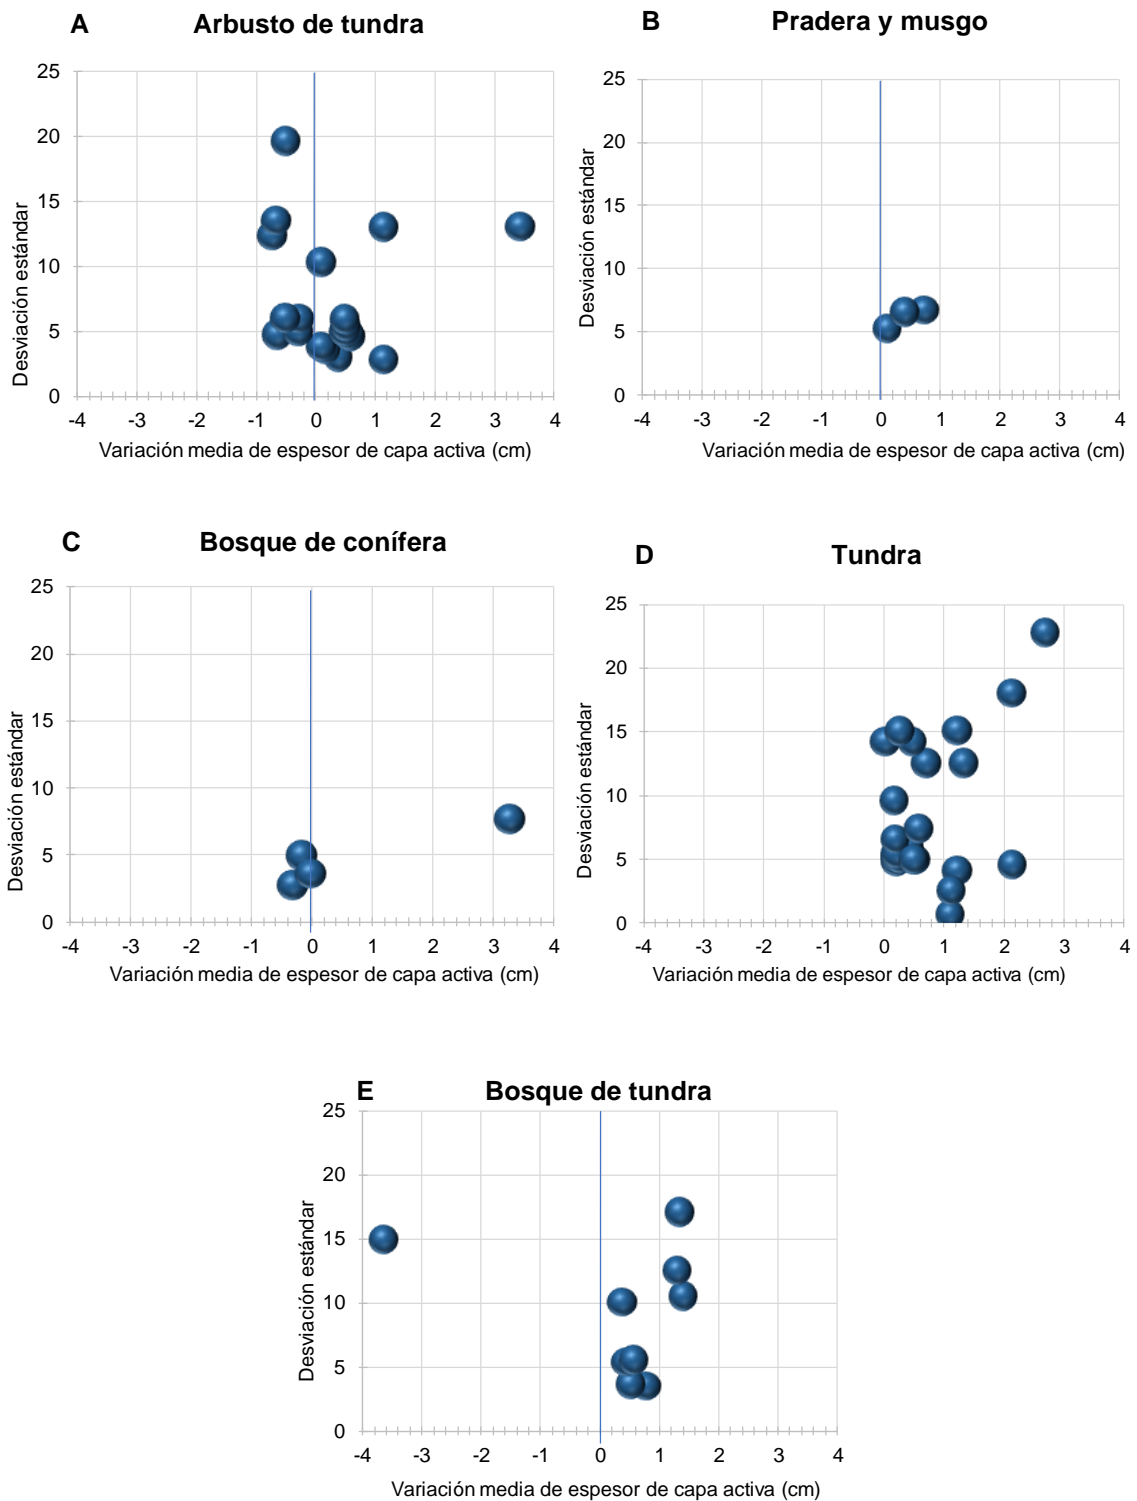 A Arbusto de tundra
25
20
15
10
5
0
Desviación estándar
-4 -3 -2 -1 0 1 2 3 4
Variación media de espesor de capa activa (cm)
B Pradera y musgo
25
20
15
10
5
0
Desviación estándar
-4 -3 -2 -1 0 1 2 3 4
Variación media de espesor de capa activa (cm)
C Bosque de conífera
25
20
15
10
5
0
Desviación estándar
-4 -3 -2 -1 0 1 2 3 4
Variación media de espesor de capa activa (cm)
D Tundra
25
20
15
10
5
0
Desviación estándar
-4 -3 -2 -1 0 1 2 3 4
Variación media de espesor de capa activa (cm)
E Bosque de tundra
25
20
15
10
5
0
Desviación estándar
-4 -3 -2 -1 0 1 2 3 4
Variación media de espesor de capa activa (cm)